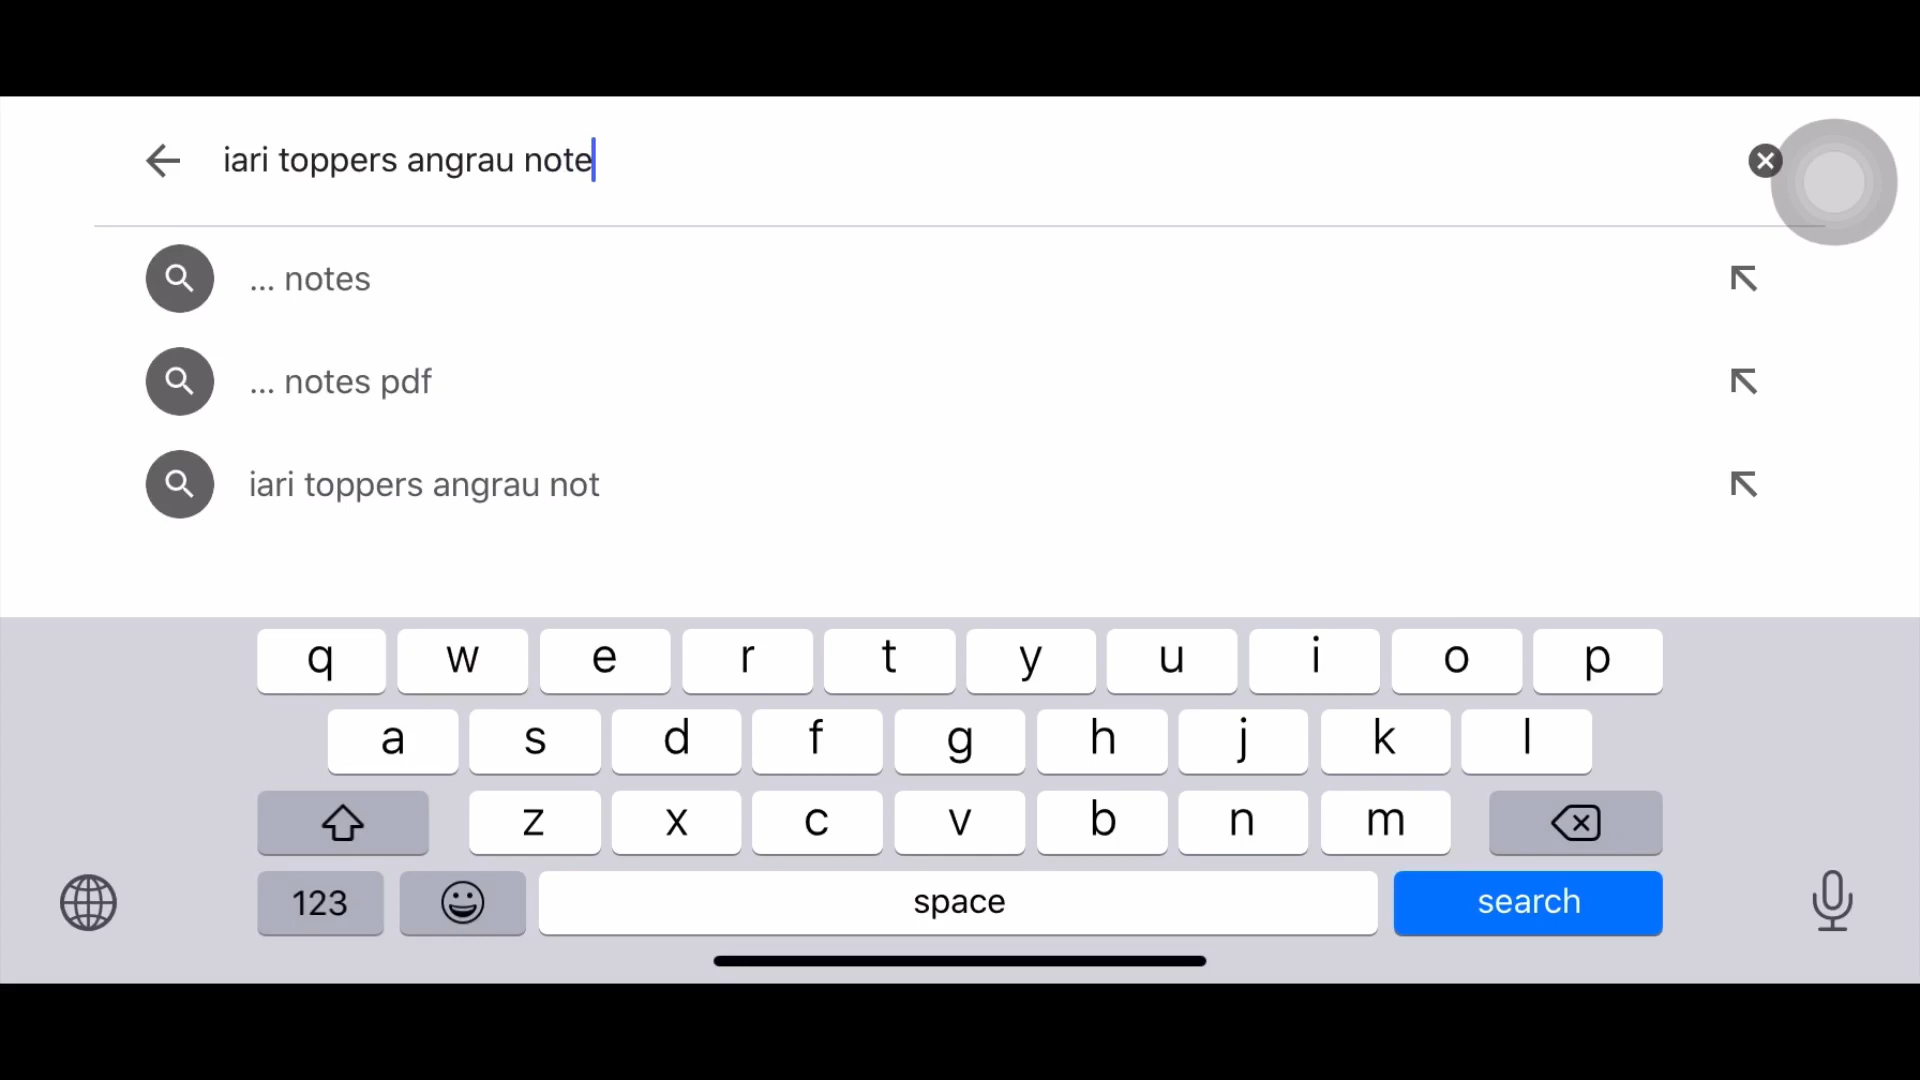 iari toppers angrau note
... notes
... notes pdf
iari toppers angrau not
q w e r t y u i o p
a s d f g h j k l
z x c v b n m
123 space search